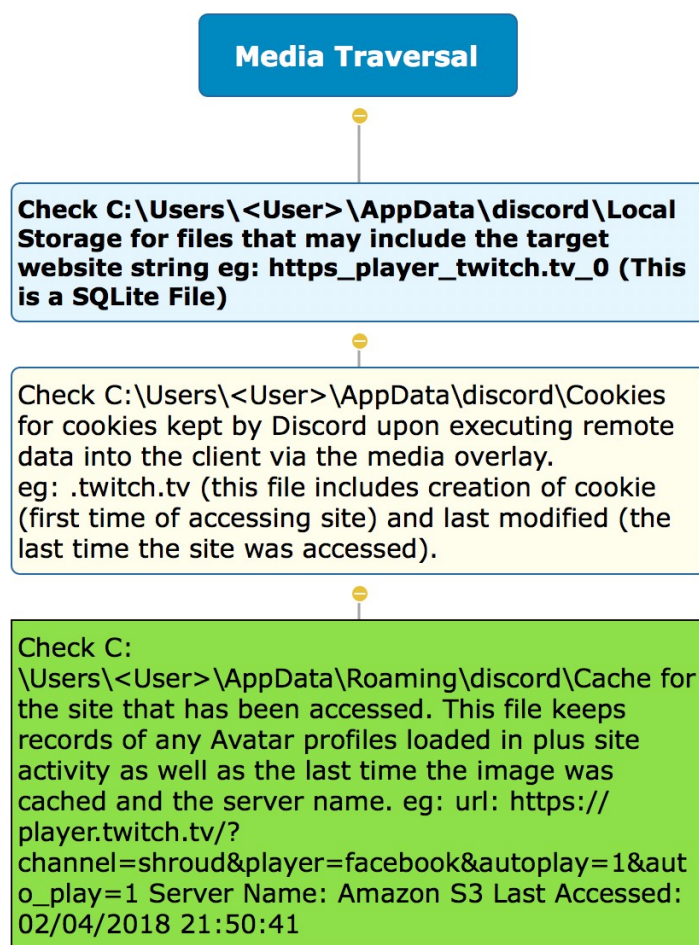 Media Traversal
Check C:\Users\<User>\AppData\discord\Local
Storage for files that may include the target
website string eg: https_player_twitch.tv_0 (This
is a SQLite File)
Check C:\Users\<User>\AppData\discord\Cookies
for cookies kept by Discord upon executing remote
data into the client via the media overlay.
eg: .twitch.tv (this file includes creation of cookie
(first time of accessing site) and last modified (the
last time the site was accessed).
Check C:
\Users\<User>\AppData\Roaming\discord\Cache for
the site that has been accessed. This file keeps
records of any Avatar profiles loaded in plus site
activity as well as the last time the image was
cached and the server name. eg: url: https://
player.twitch.tv/?
channel=shroud&player=facebook&autoplay=1&aut
o_play=1 Server Name: Amazon S3 Last Accessed:
02/04/2018 21:50:41